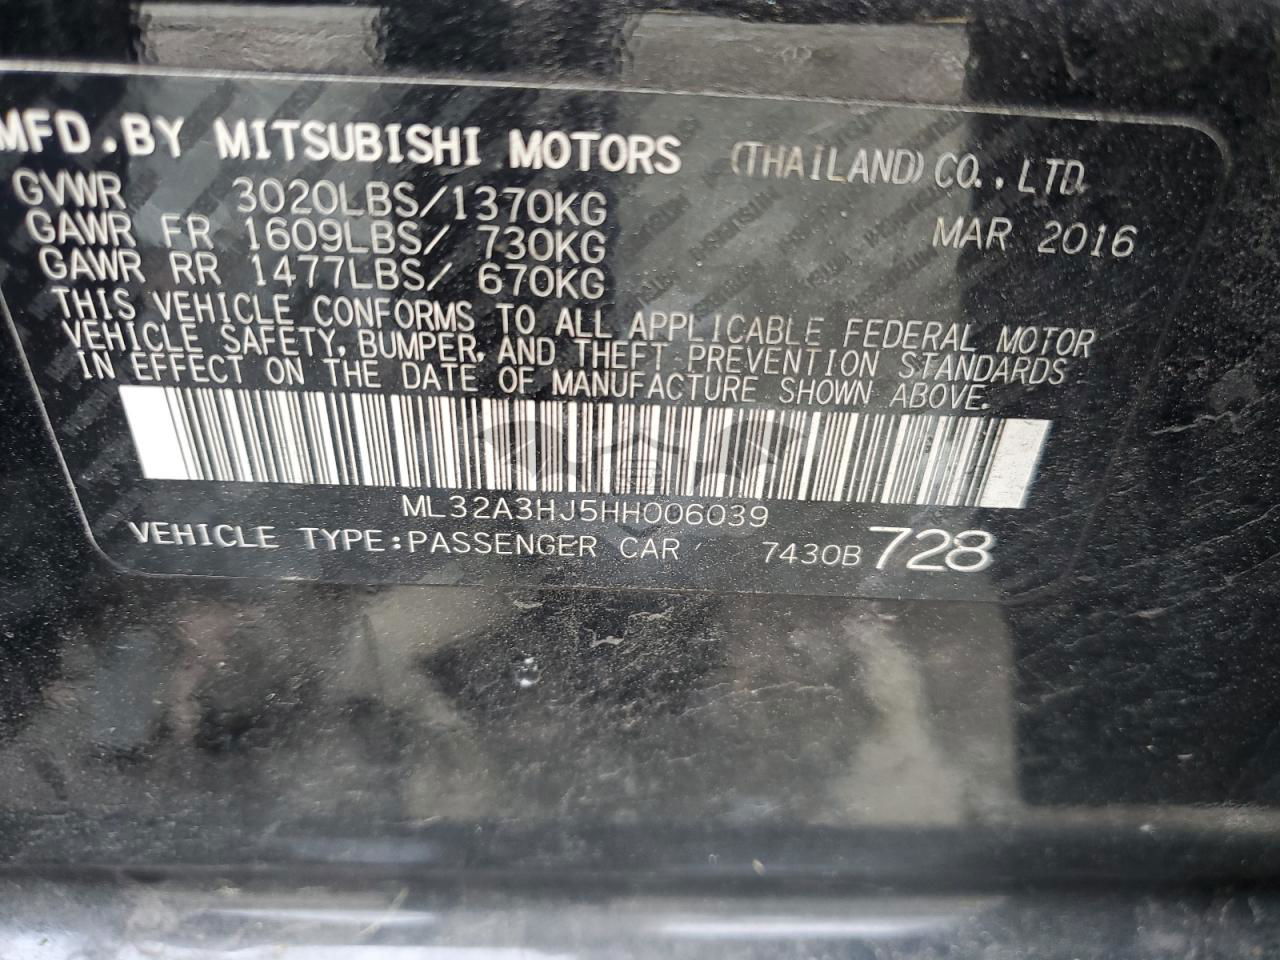 MFD.BY MITSUBISHI MOTORS (THAILAND) CO., LTD.
GVWR 3020LBS/1370KG MAR 2016
GAWR FR 1609LBS/ 730KG
GAWR RR 1477LBS/ 670KG
THIS VEHICLE CONFORMS TO ALL APPLICABLE FEDERAL MOTOR
VEHICLE SAFETY, BUMPER, AND THEFT PREVENTION STANDARDS
IN EFFECT ON THE DATE OF MANUFACTURE SHOWN ABOVE.
ML32A3HJ5HH006039
VEHICLE TYPE:PASSENGER CAR 7430B 728